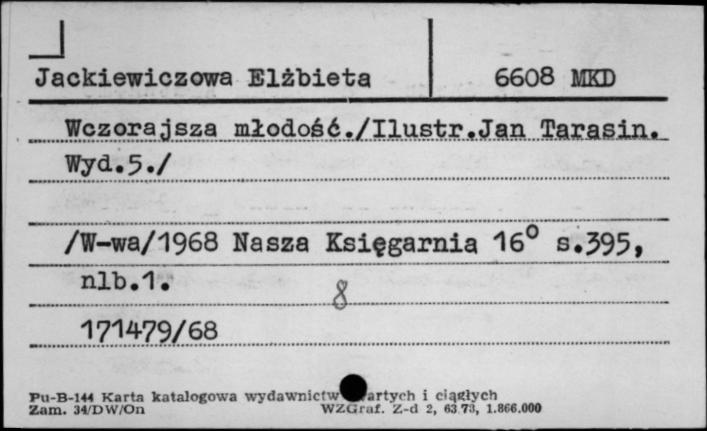 Jackiewiczowa Elżbieta 6608 MKD
Wczorajsza młodość./Ilustr.Jan Tarasin.
Wyd.5./
/W-wa/1968 Nasza Księgarnia 16° s.395,
nlb.1.
8
171479/68
Pu-B-144 Karta katalogowa wydawnictw i ciągłych
Zam. 34/DW/On WZGraf. Z-d 2, 63.73, 1.866.000